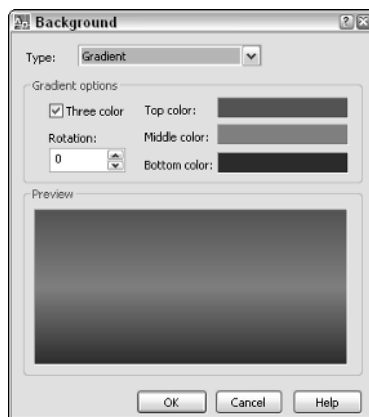 Background
Type: Gradient
Gradient options
Three color
Top color:
Rotation:
Middle color:
0
Bottom color:
Preview
OK Cancel Help